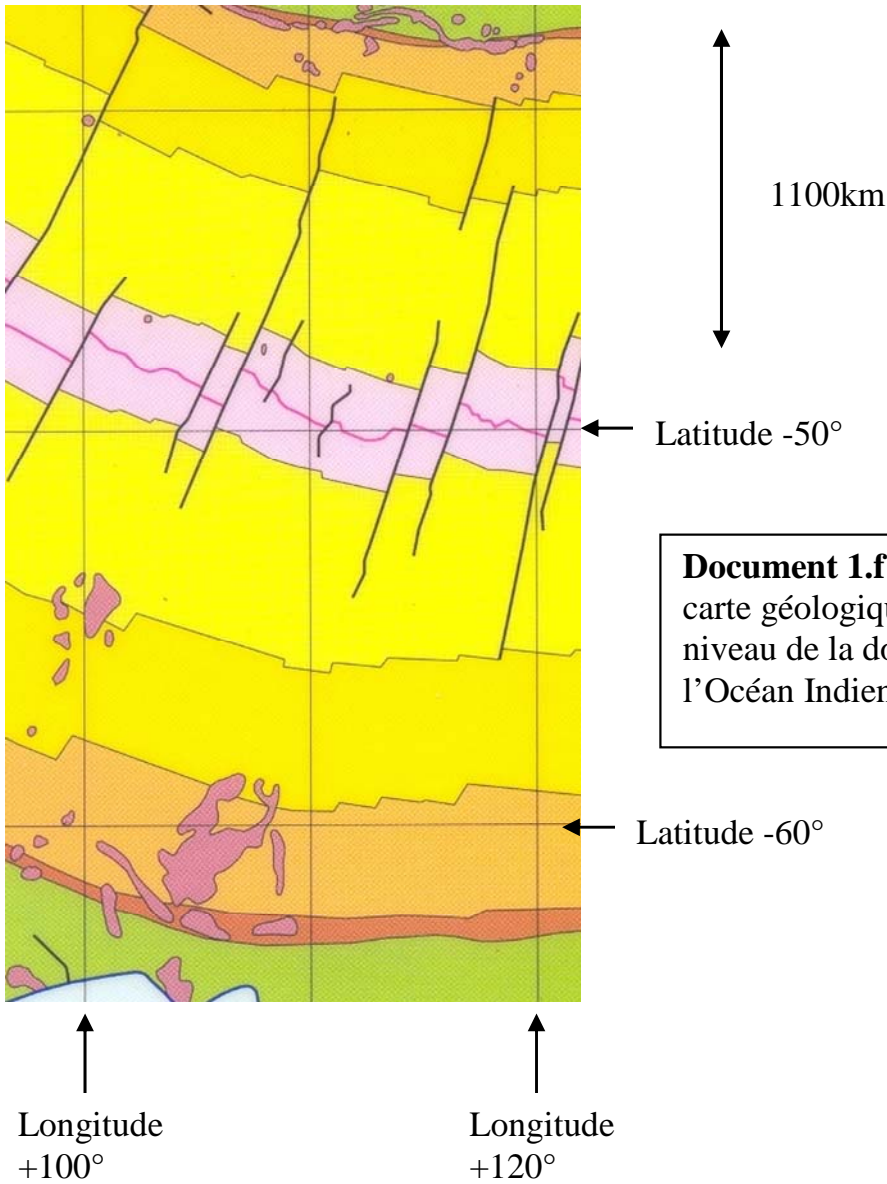 1100km
Latitude -50°
Document 1.f
carte géologiqu
niveau de la do
l’Océan Indien
Latitude -60°
Longitude
+100°
Longitude
+120°